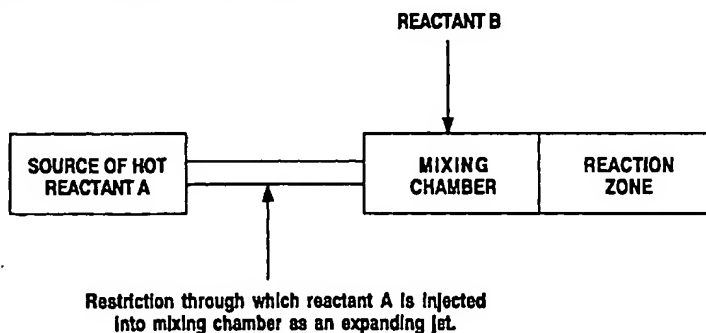 REACTANT B
SOURCE OF HOT
REACTANT A
MIXING
CHAMBER
REACTION
ZONE
Restriction through which reactant A is injected
into mixing chamber as an expanding jet.